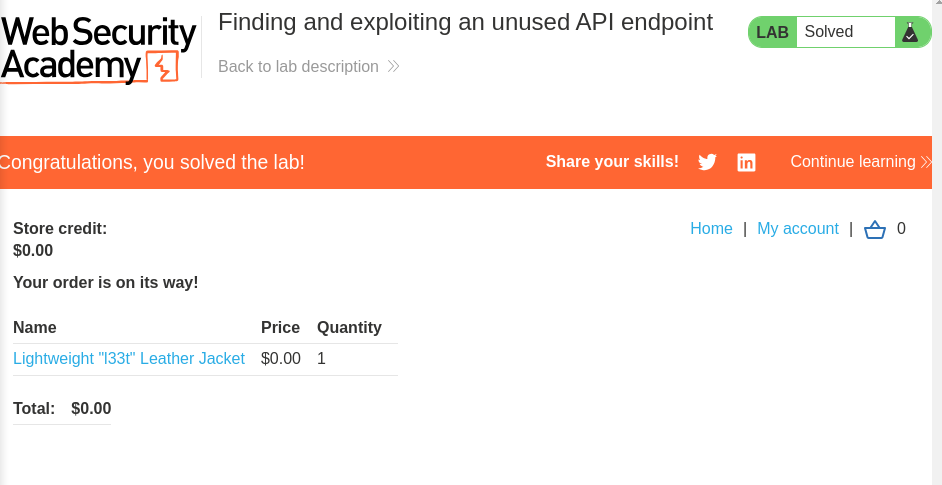 Web Security
Academy
Finding and exploiting an unused API endpoint
Back to lab description
LAB Solved
Congratulations, you solved the lab!
Share your skills!
Continue learning
Store credit:
$0.00
Home | My account | 0
Your order is on its way!
Name Price Quantity
Lightweight "l33t" Leather Jacket $0.00 1
Total: $0.00